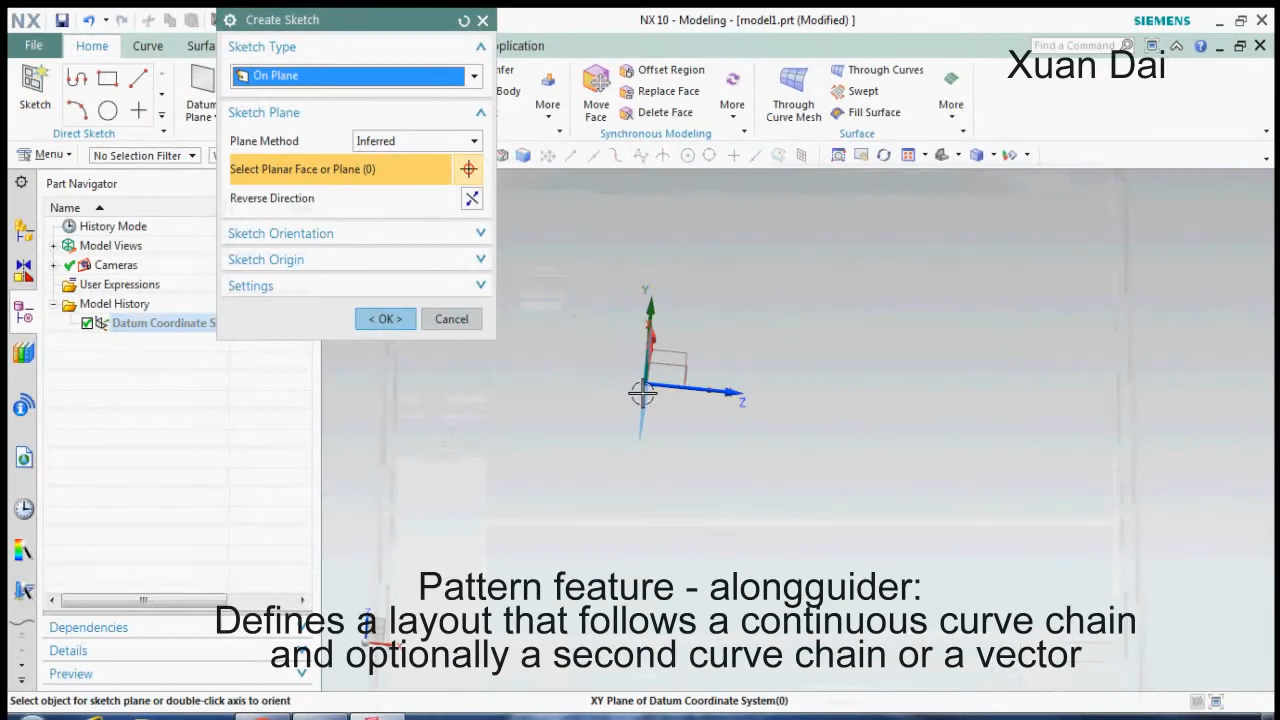 NX
Create Sketch
NX 10 - Modeling - [model1.prt (Modified) ]
SIEMENS
File
Home
Curve
Surfa
plication
Find a Command
Xuan Dai
Sketch Type
On Plane
Sketch Plane
Plane Method
Inferred
Select Planar Face or Plane (0)
Reverse Direction
Sketch Orientation
Sketch Origin
Settings
< OK >
Cancel
Sketch
Datum
Plane
Direct Sketch
Body
More
Move
Face
Offset Region
Replace Face
Delete Face
More
Synchronous Modeling
Through
Curve Mesh
Through Curves
Swept
Fill Surface
More
Surface
Menu
No Selection Filter
Part Navigator
Name
History Mode
Model Views
Cameras
User Expressions
Model History
Datum Coordinate S
Y
Z
Pattern feature - alongguider:
Defines a layout that follows a continuous curve chain
and optionally a second curve chain or a vector
Dependencies
Details
Preview
Select object for sketch plane or double-click axis to orient
XY Plane of Datum Coordinate System(0)